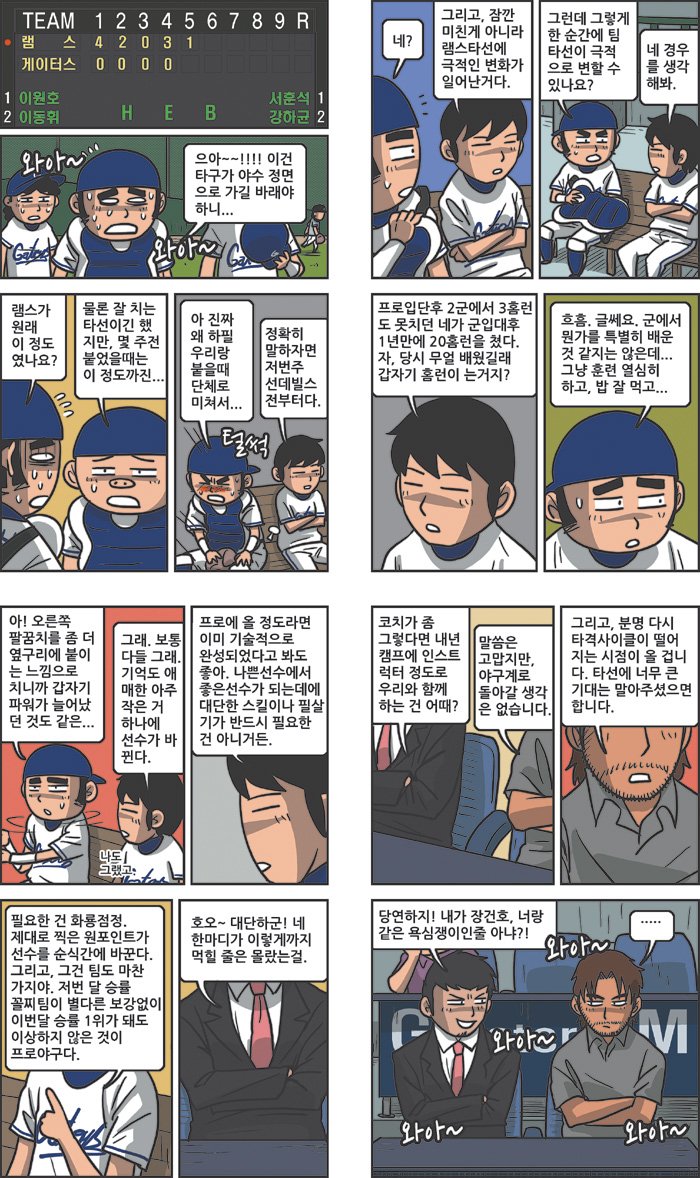 TEAM 1 2 3 4 5 6 7 8 9 R
램 스 4 2 0 3 1
게이터스 0 0 0 0
1 이원호 서훈석 1
2 이동휘 H E B 강하균 2
와아~
으아~~!!!! 이건
타구가 야수 정면
으로 가길 바래야
하니...
와아~
Gators
램스가
원래
이 정도
였나요?
물론 잘 치는
타선이긴 했
지만, 몇 주전
붙었을때는
이 정도까진...
아 진짜
왜 하필
우리랑
붙을때
단체로
미쳐서...
털썩
정확히
말하자면
저번주
선데빌스
전부터다.
네?
그리고, 잠깐
미친게 아니라
램스타선에
극적인 변화가
일어난거다.
그런데 그렇게
한 순간에 팀
타선이 극적
으로 변할 수
있나요?
네 경우
를 생각
해봐.
프로입단후 2군에서 3홈런
도 못치던 네가 군입대후
1년만에 20홈런을 쳤다.
자, 당시 무얼 배웠길래
갑자기 홈런이 는거지?
흐흠. 글쎄요. 군에서
뭔가를 특별히 배운
것 같지는 않은데...
그냥 훈련 열심히
하고, 밥 잘 먹고...
아! 오른쪽
팔꿈치를 좀 더
옆구리에 붙이
는 느낌으로
치니까 갑자기
파워가 늘어났
던 것도 같은...
그래. 보통
다들 그래.
기억도 애
매한 아주
작은 거
하나에
선수가 바
뀐다.
나도
그랬고
프로에 올 정도라면
이미 기술적으로
완성되었다고 봐도
좋아. 나쁜선수에서
좋은선수가 되는데에
대단한 스킬이나 필살
기가 반드시 필요한
건 아니거든.
필요한 건 화룡점정.
제대로 찍은 원포인트가
선수를 순식간에 바꾼다.
그리고, 그건 팀도 마찬
가지야. 저번 달 승률
꼴찌팀이 별다른 보강없이
이번달 승률 1위가 돼도
이상하지 않은 것이
프로야구다.
Gators
호오~ 대단하군! 네
한마디가 이렇게까지
먹힐 줄은 몰랐는걸.
코치가 좀
그렇다면 내년
캠프에 인스트
럭터 정도로
우리와 함께
하는 건 어때?
말씀은
고맙지만,
야구계로
돌아갈 생각
은 없습니다.
그리고, 분명 다시
타격사이클이 떨어
지는 시점이 올 겁니
다. 타선에 너무 큰
기대는 말아주셨으면
합니다.
당연하지! 내가 장건호, 너랑
같은 욕심쟁이인줄 아냐?!
와아~
.....
와아~
와아~
와아~